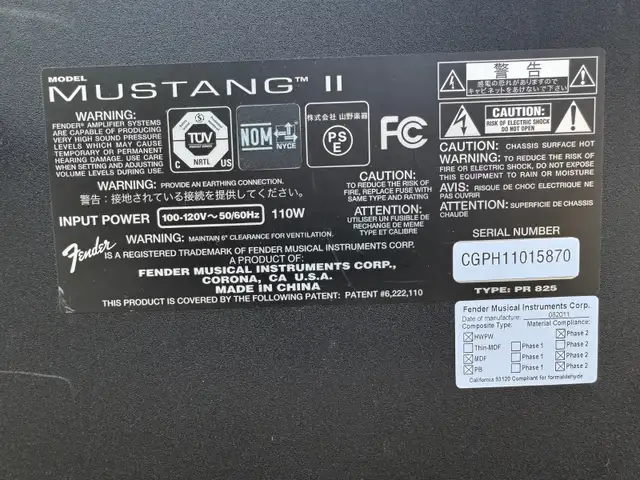 MODEL
MUSTANG™ II
WARNING:
FENDER® AMPLIFIER SYSTEMS
ARE CAPABLE OF PRODUCING
VERY HIGH SOUND PRESSURE
LEVELS WHICH MAY CAUSE
TEMPORARY OR PERMANENT
HEARING DAMAGE. USE CARE
WHEN SETTING AND ADJUSTING
VOLUME LEVELS DURING USE.
TÜV
C NRTL US
NOM
NYCE
株式会社 山野楽器
PS
E
FC
WARNING: PROVIDE AN EARTHING CONNECTION.
警告：接地されている接続を提供してください。
INPUT POWER 100-120V~50/60Hz 110W
CAUTION:
TO REDUCE THE RISK OF
FIRE, REPLACE FUSE WITH
SAME TYPE AND RATING
ATTENTION:
UTILISER UN FUSIBLE DE
RECHANGE DE MÊME
TYPE ET CALIBRE
WARNING: MAINTAIN 6" CLEARANCE FOR VENTILATION.
Fender IS A REGISTERED TRADEMARK OF FENDER MUSICAL INSTRUMENTS CORP.
A PRODUCT OF:
FENDER MUSICAL INSTRUMENTS CORP.,
CORONA, CA U.S.A.
MADE IN CHINA
THIS PRODUCT IS COVERED BY THE FOLLOWING PATENT: PATENT #6,222,110
警告
感電の恐れがありますので
キャビネットをあけないで下さい
CAUTION:
RISK OF ELECTRIC SHOCK
DO NOT OPEN
CAUTION: CHASSIS SURFACE HOT
WARNING: TO REDUCE THE RISK OF
FIRE OR ELECTRIC SHOCK, DO NOT EXPOSE
THIS EQUIPMENT TO RAIN OR MOISTURE
AVIS: RISQUE DE CHOC ELECTRIQUE NE
PAS OUVRIR
ATTENTION: SUPERFICIE DE CHASSIS
CHAUDE
SERIAL NUMBER
CGPH11015870
TYPE: PR 825
Fender Musical Instruments Corp.
Date of manufacture: 082011
Composite Type: Material Compliance:
HWPW Phase 2
Thin-MDF Phase 1 Phase 2
MDF Phase 1 Phase 2
PB Phase 1 Phase 2
California 93120 Compliant for formaldehyde